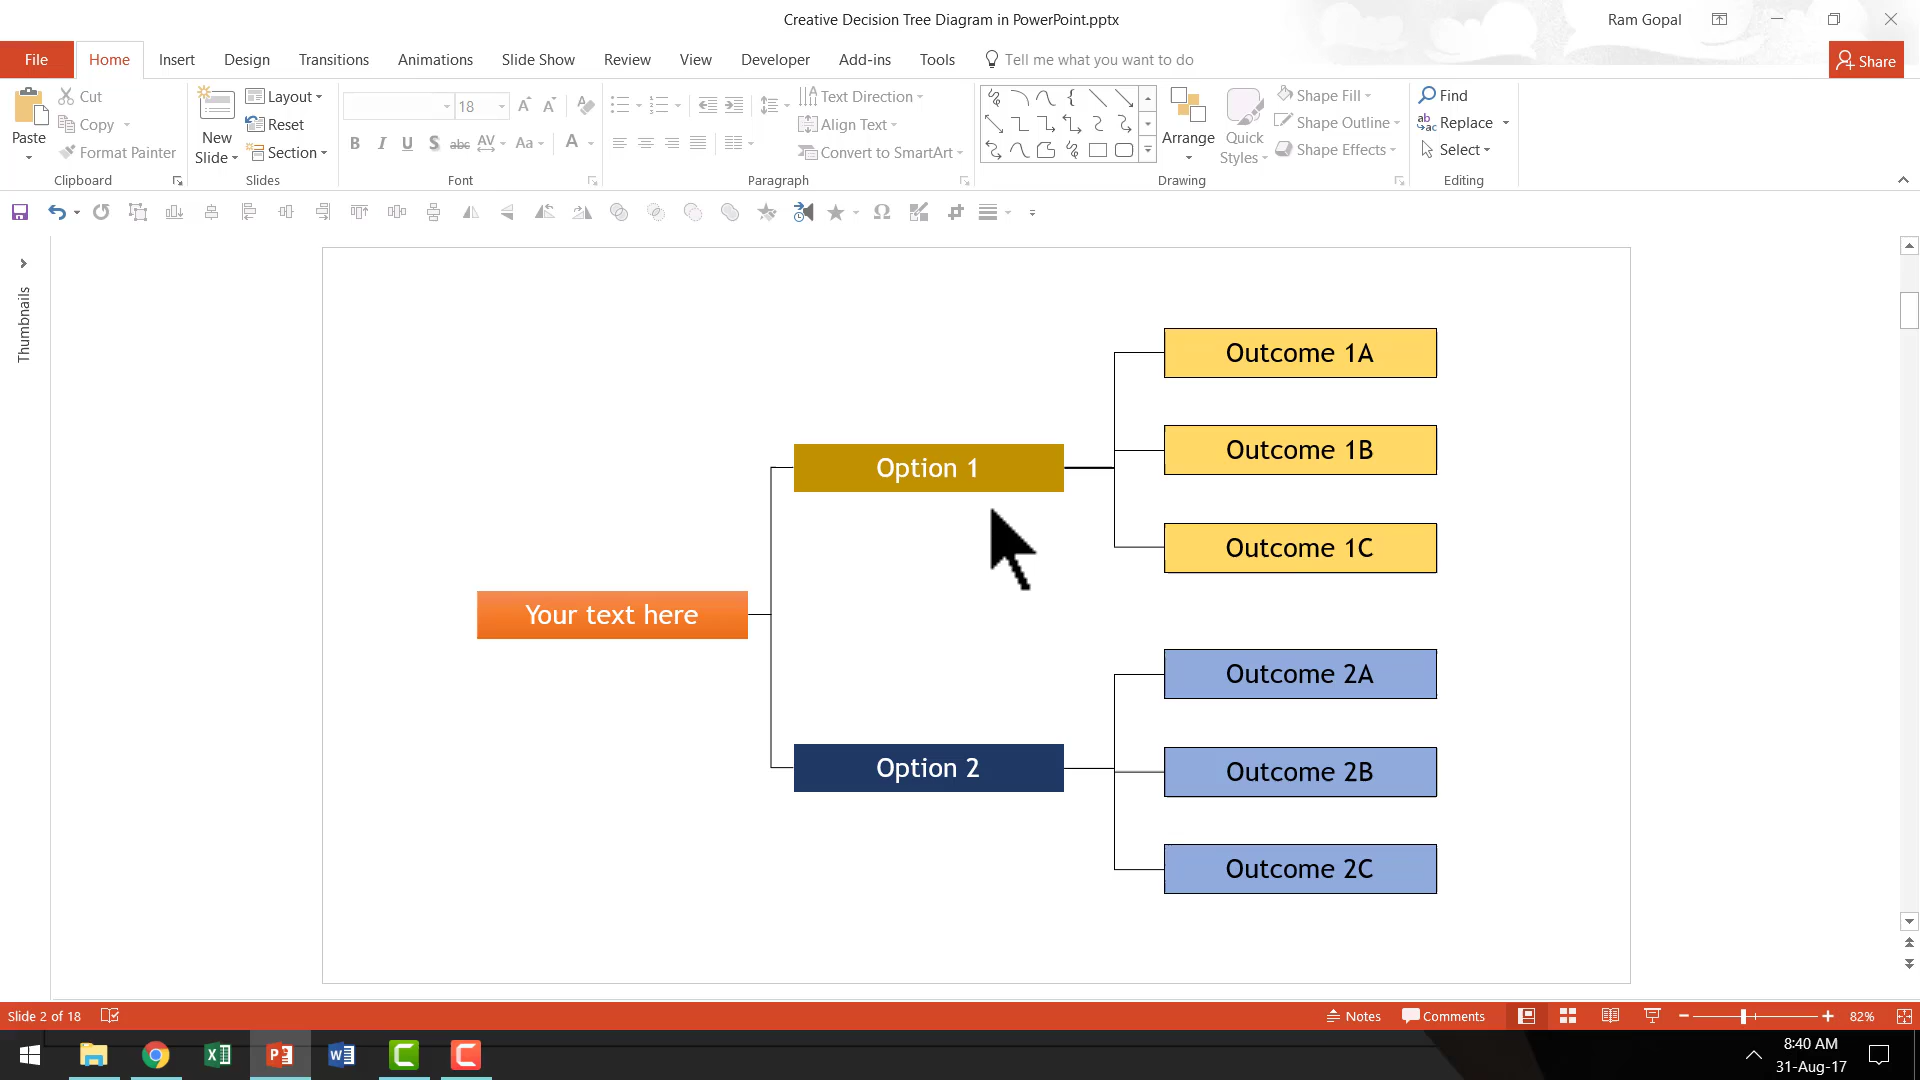 Creative Decision Tree Diagram in PowerPoint.pptx
Ram Gopal
File
Home
Insert
Design
Transitions
Animations
Slide Show
Review
View
Developer
Add-ins
Tools
Tell me what you want to do
Share
Paste
Cut
Copy
Format Painter
Clipboard
New
Slide
Layout
Reset
Section
Slides
18
B I U S abc AV Aa A
Font
Text Direction
Align Text
Convert to SmartArt
Paragraph
Arrange
Quick
Styles
Shape Fill
Shape Outline
Shape Effects
Drawing
Find
Replace
Select
Editing
Thumbnails
Outcome 1A
Outcome 1B
Option 1
Outcome 1C
Your text here
Outcome 2A
Option 2
Outcome 2B
Outcome 2C
Slide 2 of 18
Notes
Comments
82%
8:40 AM
31-Aug-17